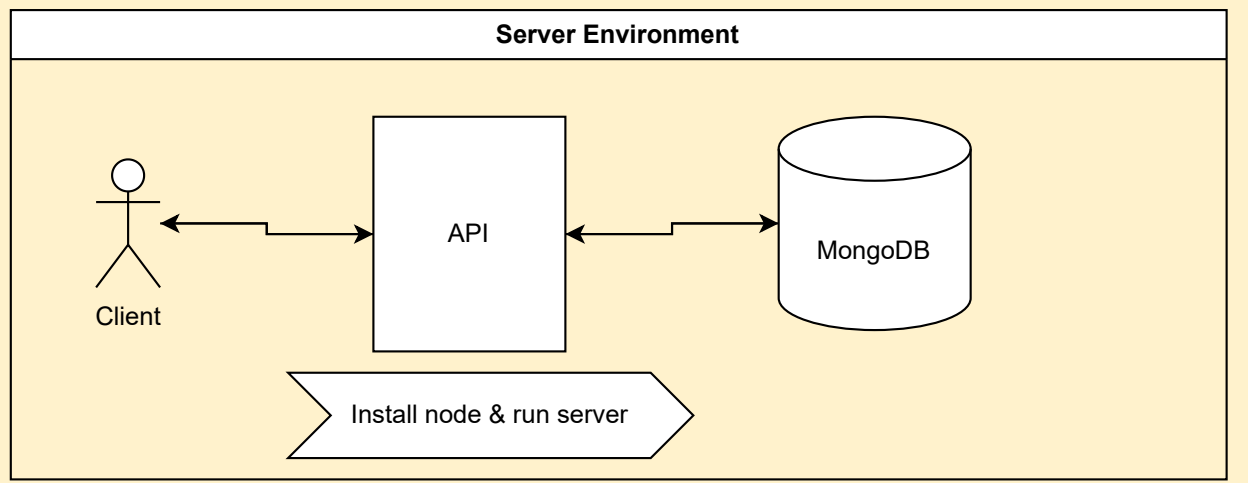 Server Environment
API
MongoDB
Client
Install node & run server